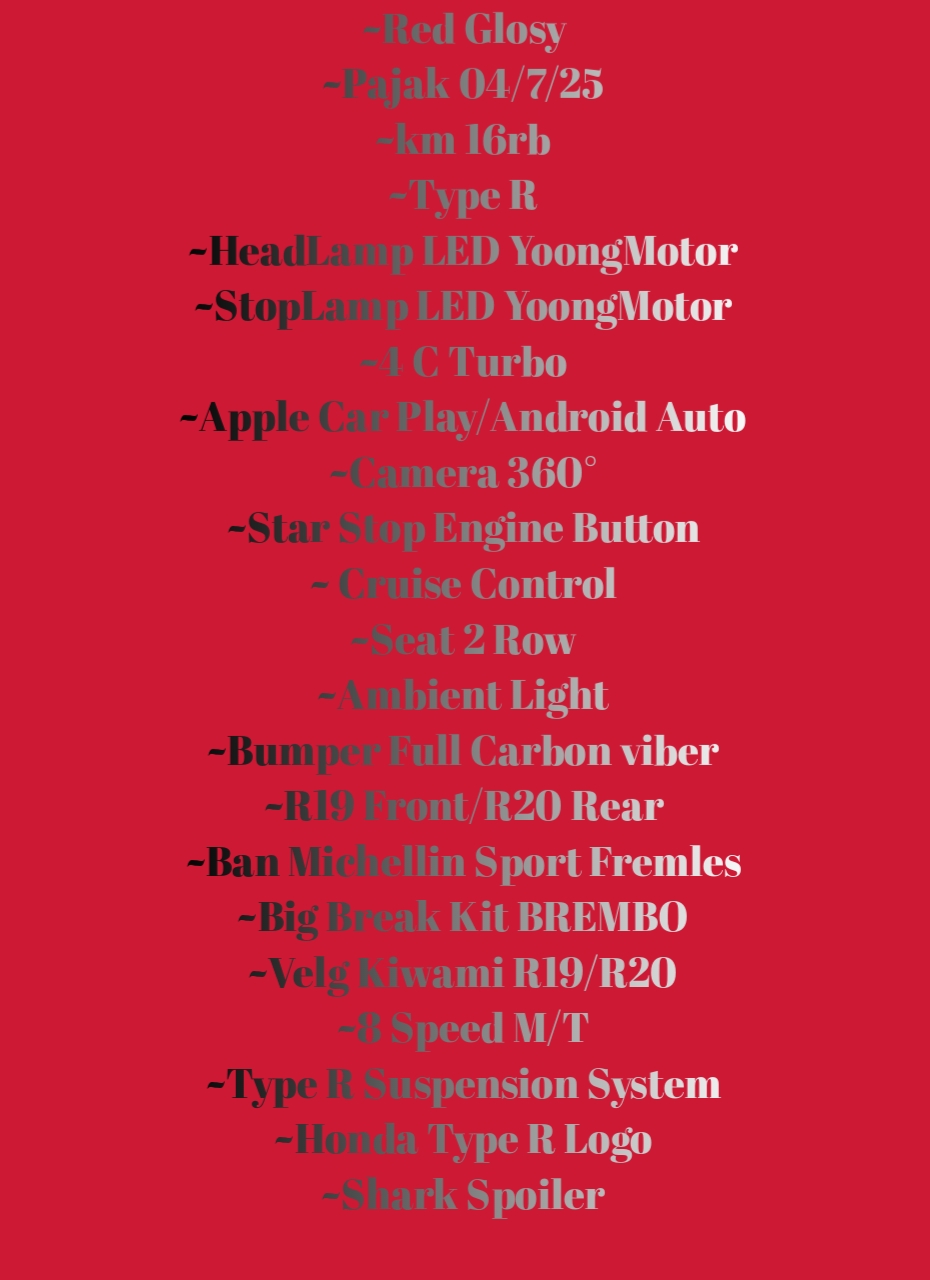 ~Red Glosy
~Pajak 04/7/25
~km 16rb
~Type R
~HeadLamp LED YoongMotor
~StopLamp LED YoongMotor
~4 C Turbo
~Apple Car Play/Android Auto
~Camera 360°
~Star Stop Engine Button
~ Cruise Control
~Seat 2 Row
~Ambient Light
~Bumper Full Carbon viber
~R19 Front/R20 Rear
~Ban Michellin Sport Fremles
~Big Break Kit BREMBO
~Velg Kiwami R19/R20
~8 Speed M/T
~Type R Suspension System
~Honda Type R Logo
~Shark Spoiler